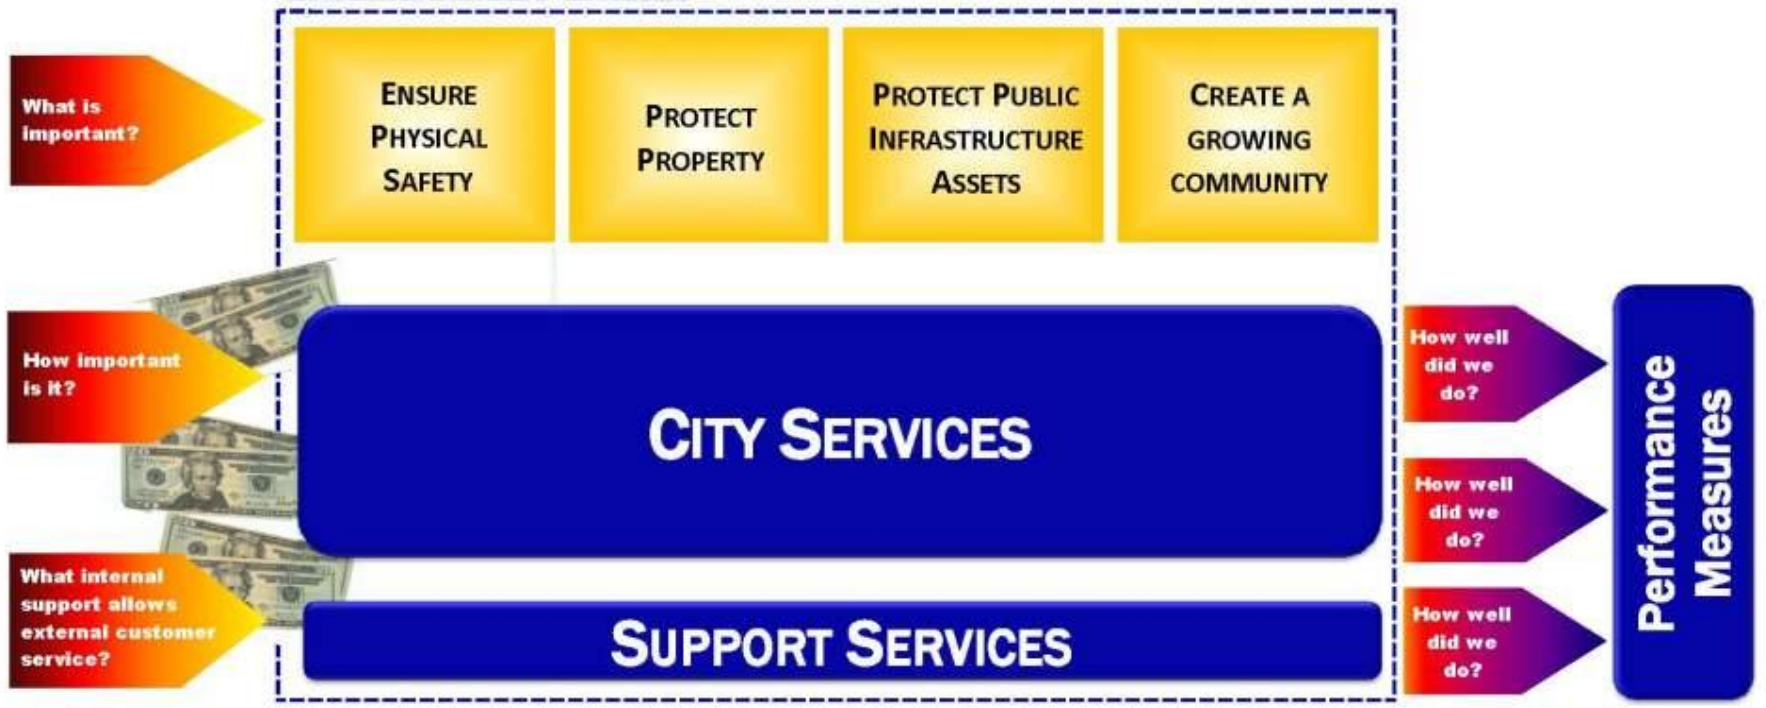 What is
important?
ENSURE
PHYSICAL
SAFETY
PROTECT
PROPERTY
PROTECT PUBLIC
INFRASTRUCTURE
ASSETS
CREATE A
GROWING
COMMUNITY
How important
is it?
CITY SERVICES
How well
did we
do?
How well
did we
do?
What internal
support allows
external customer
service?
SUPPORT SERVICES
How well
did we
do?
Performance
Measures